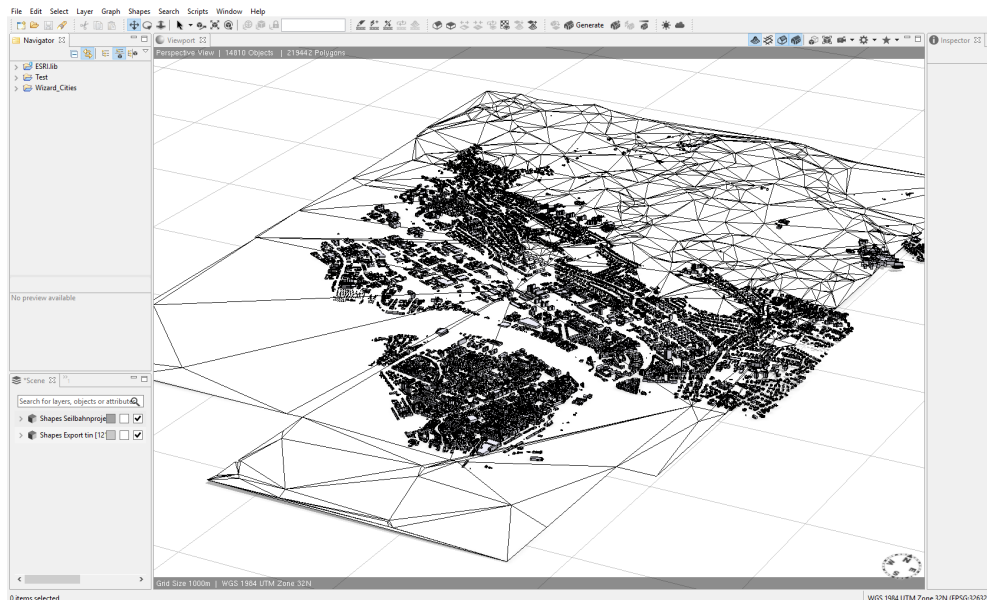 File Edit Select Layer Graph Shapes Search Scripts Window Help
Generate
Navigator
ESRI.lib
Test
Wizard_Cities
No preview available
*Scene
Search for layers, objects or attribute
Shapes Seilbahnproje
Shapes Export tin [12
0 items selected
Viewport
Perspective View | 14810 Objects | 219442 Polygons
Grid Size 1000m | WGS 1984 UTM Zone 32N
Inspector
WGS 1984 UTM Zone 32N (EPSG:32632